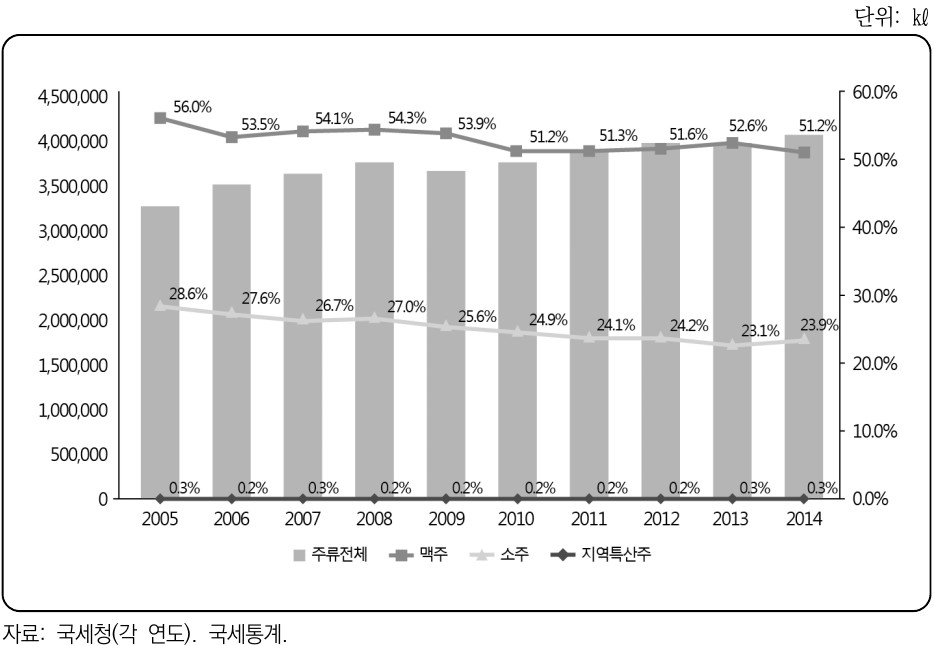 단위: ㎘
4,500,000
4,000,000
3,500,000
3,000,000
2,500,000
2,000,000
1,500,000
1,000,000
500,000
0
60.0%
50.0%
40.0%
30.0%
20.0%
10.0%
0.0%
56.0% 53.5% 54.1% 54.3% 53.9% 51.2% 51.3% 51.6% 52.6% 51.2%
28.6% 27.6% 26.7% 27.0% 25.6% 24.9% 24.1% 24.2% 23.1% 23.9%
0.3% 0.2% 0.3% 0.2% 0.2% 0.2% 0.2% 0.2% 0.3% 0.3%
2005 2006 2007 2008 2009 2010 2011 2012 2013 2014
주류전체 맥주 소주 지역특산주
자료: 국세청(각 연도). 국세통계.